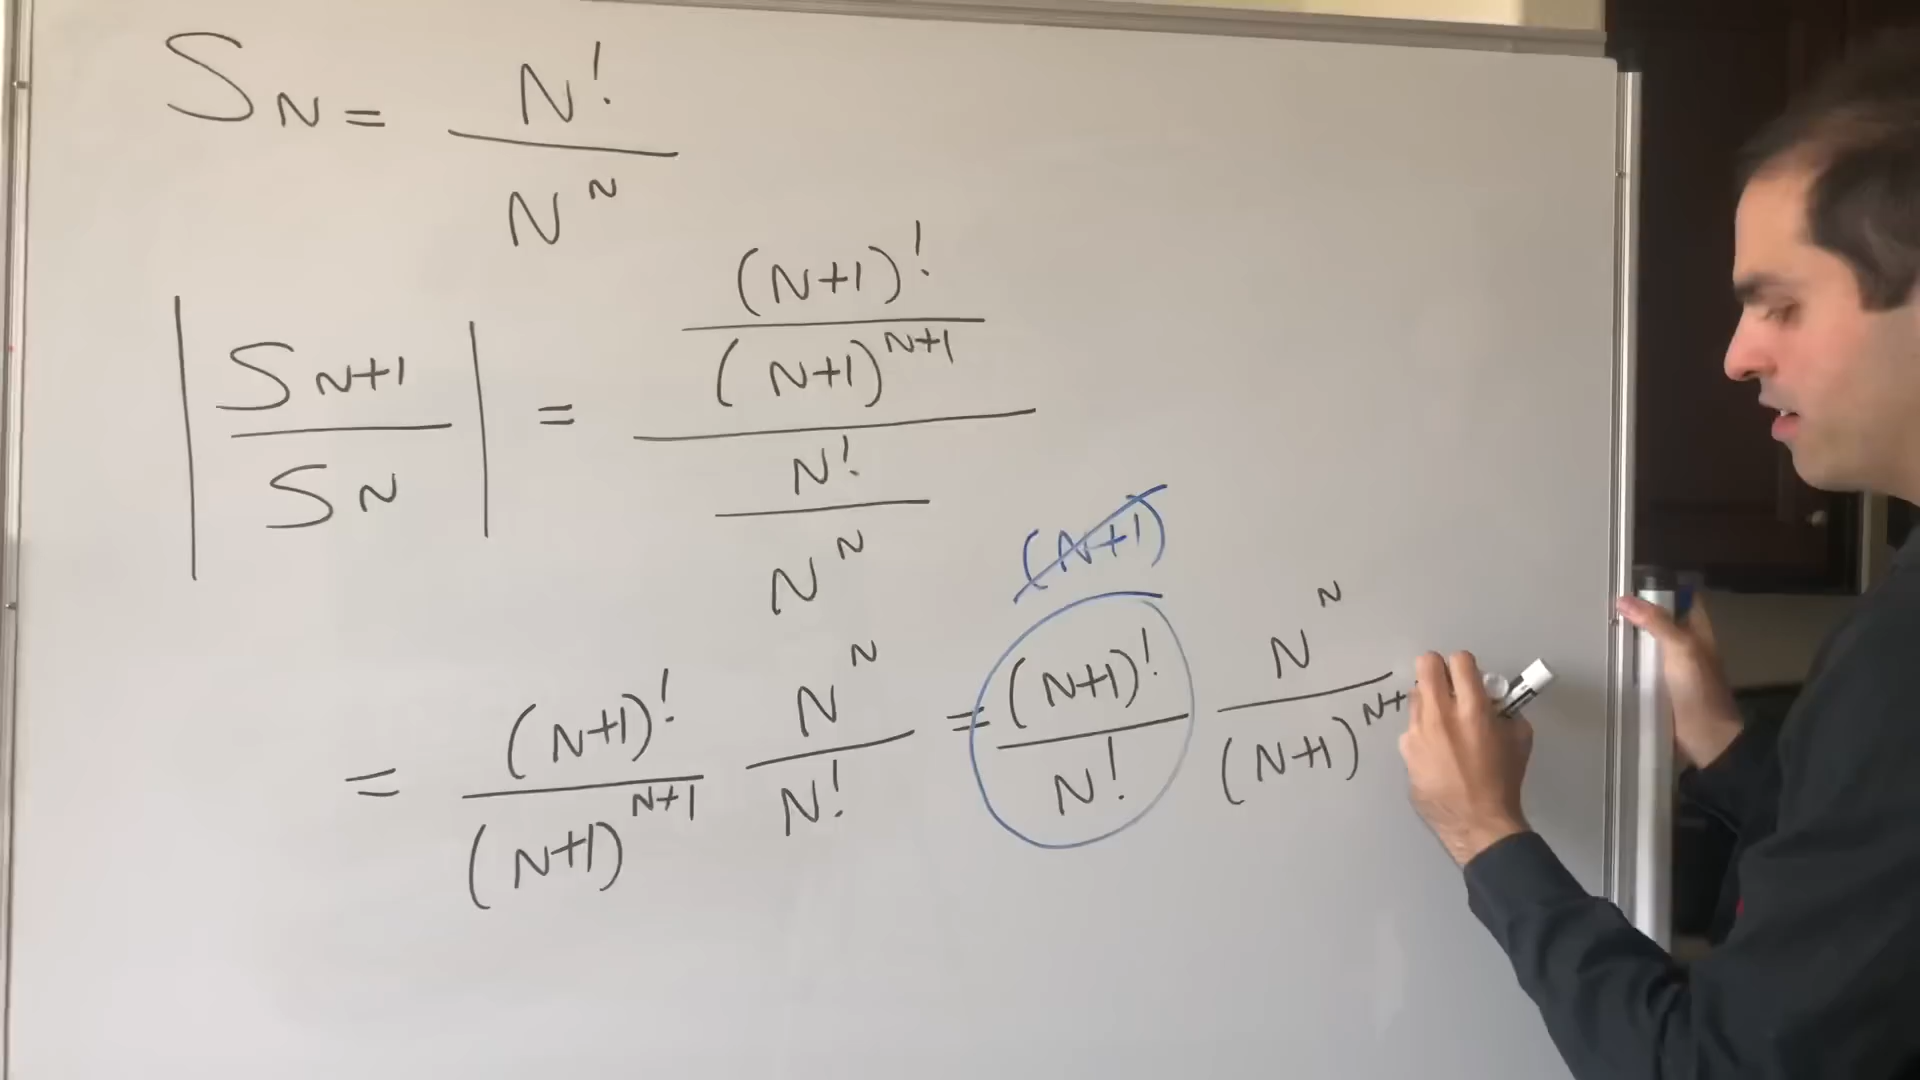 S_N = N! / N^N
|S_{N+1} / S_N| = ((N+1)! / (N+1)^{N+1}) / (N! / N^N)
(N+1)
= (N+1)! / (N+1)^{N+1} N^N / N! = (N+1)! / N! N^N / (N+1)^{N+